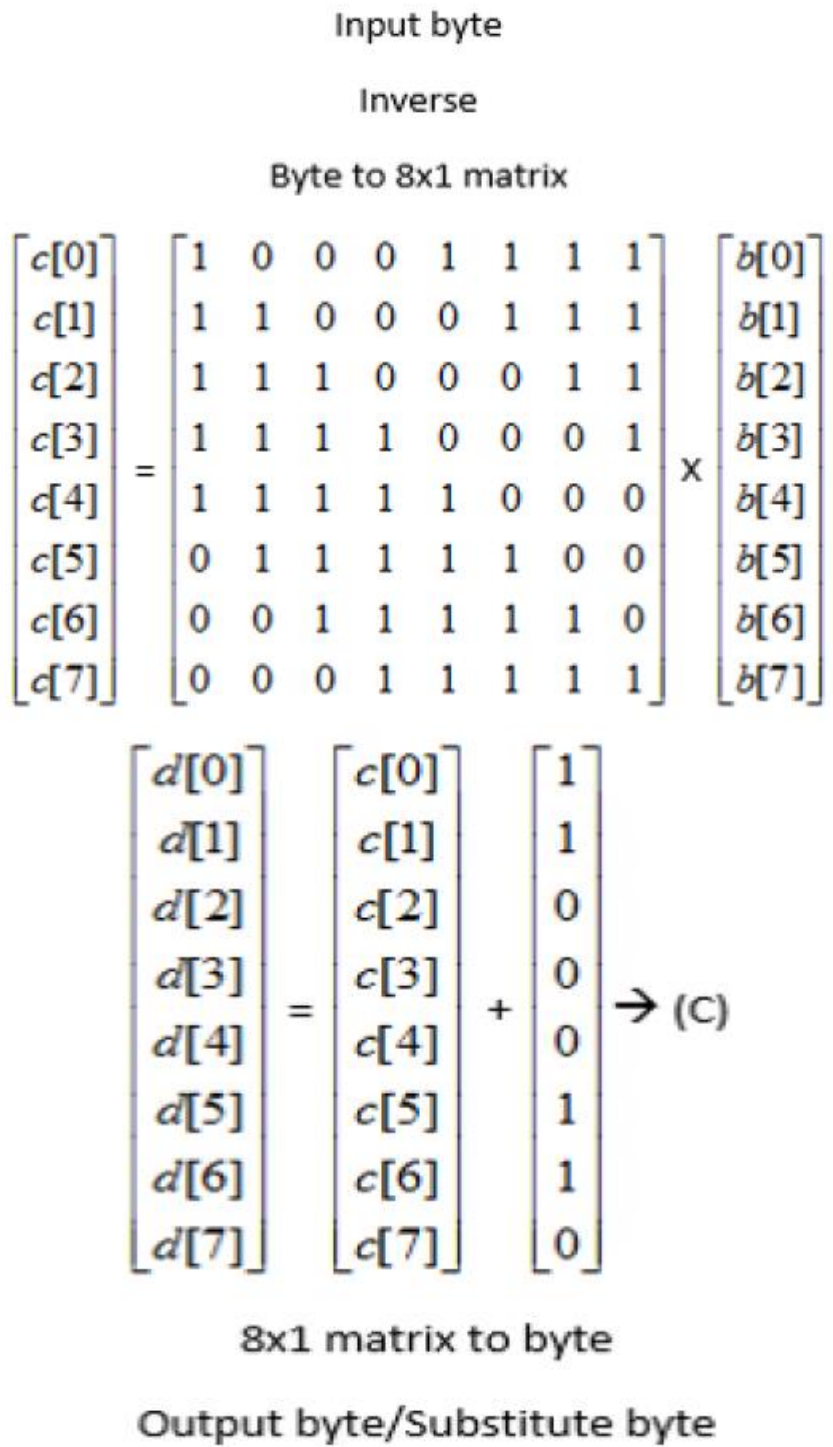 Input byte
Inverse
Byte to 8x1 matrix
c[0] 1 0 0 0 1 1 1 1 b[0]
c[1] 1 1 0 0 0 1 1 1 b[1]
c[2] 1 1 1 0 0 0 1 1 b[2]
c[3] 1 1 1 1 0 0 0 1 b[3]
= x
c[4] 1 1 1 1 1 0 0 0 b[4]
c[5] 0 1 1 1 1 1 0 0 b[5]
c[6] 0 0 1 1 1 1 1 0 b[6]
c[7] 0 0 0 1 1 1 1 1 b[7]
d[0] c[0] 1
d[1] c[1] 1
d[2] c[2] 0
d[3] c[3] 0
= + → (C)
d[4] c[4] 0
d[5] c[5] 1
d[6] c[6] 1
d[7] c[7] 0
8x1 matrix to byte
Output byte/Substitute byte